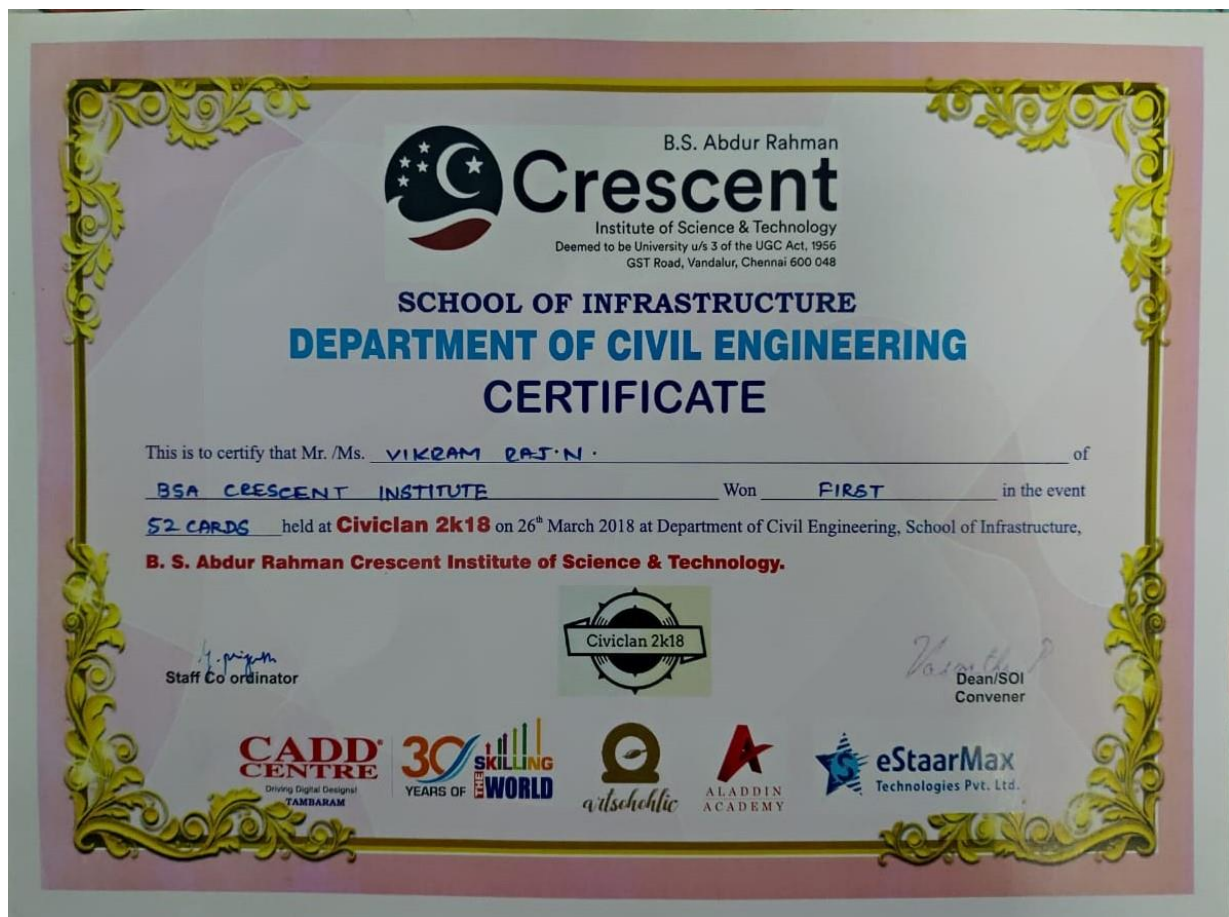 B.S. Abdur Rahman
Crescent
Institute of Science & Technology
Deemed to be University u/s 3 of the UGC Act, 1956
GST Road, Vandalur, Chennai 600 048
SCHOOL OF INFRASTRUCTURE
DEPARTMENT OF CIVIL ENGINEERING
CERTIFICATE
This is to certify that Mr. /Ms. VIKRAM RAJ.N. of
BSA CRESCENT INSTITUTE Won FIRST in the event
52 CARDS held at Civiclan 2k18 on 26th March 2018 at Department of Civil Engineering, School of Infrastructure,
B. S. Abdur Rahman Crescent Institute of Science & Technology.
Civiclan 2k18
Staff Co ordinator
Dean/SOI
Convener
CADD
CENTRE
Driving Digital Designs!
TAMBARAM
30
YEARS OF
SKILLING
THE WORLD
artschohlic
ALADDIN
ACADEMY
eStaarMax
Technologies Pvt. Ltd.